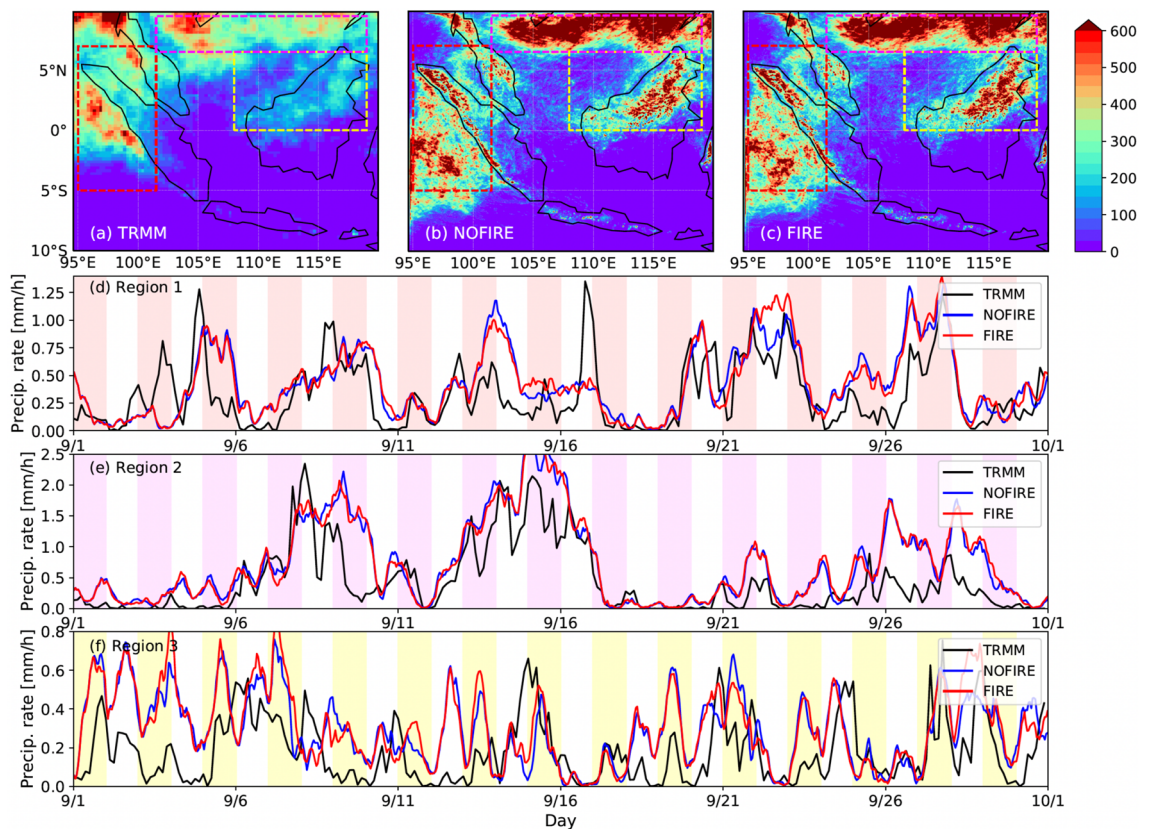 5°N
0°
5°S
10°S
(a) TRMM
(b) NOFIRE
(c) FIRE
600
500
400
300
200
100
0
95°E 100°E 105°E 110°E 115°E
95°E 100°E 105°E 110°E 115°E
95°E 100°E 105°E 110°E 115°E
(d) Region 1
Precip. rate [mm/h]
1.25
1.00
0.75
0.50
0.25
0.00
TRMM
NOFIRE
FIRE
9/1 9/6 9/11 9/16 9/21 9/26 10/1
(e) Region 2
Precip. rate [mm/h]
2.5
2.0
1.5
1.0
0.5
0.0
TRMM
NOFIRE
FIRE
9/1 9/6 9/11 9/16 9/21 9/26 10/1
(f) Region 3
Precip. rate [mm/h]
0.8
0.6
0.4
0.2
0.0
TRMM
NOFIRE
FIRE
9/1 9/6 9/11 9/16 9/21 9/26 10/1
Day